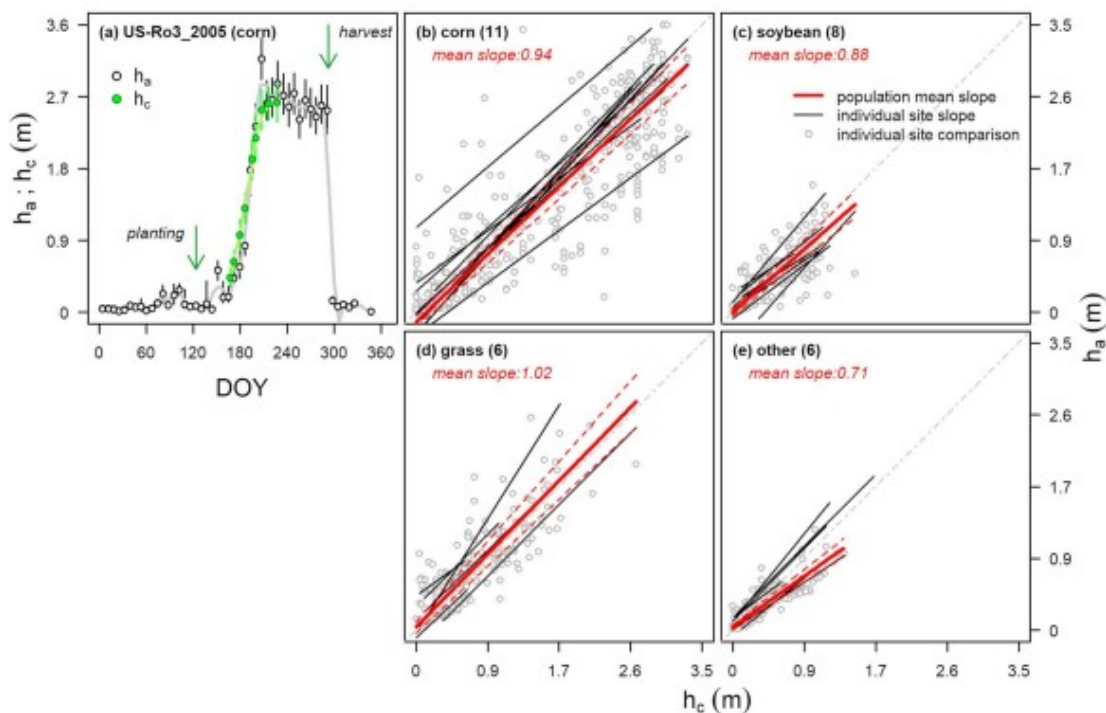 (a) US-Ro3_2005 (corn)
harvest
planting
h_a
h_c
h_a ; h_c (m)
3.6
2.7
1.8
0.9
0
0 60 120 180 240 300 360
DOY
(b) corn (11)
mean slope:0.94
(c) soybean (8)
mean slope:0.88
population mean slope
individual site slope
individual site comparison
3.6
2.7
1.8
0.9
0
h_a (m)
(d) grass (6)
mean slope:1.02
(e) other (6)
mean slope:0.71
3.5
2.6
1.7
0.9
0
0 0.9 1.7 2.6 3.5
0 0.9 1.7 2.6 3.5
h_c (m)